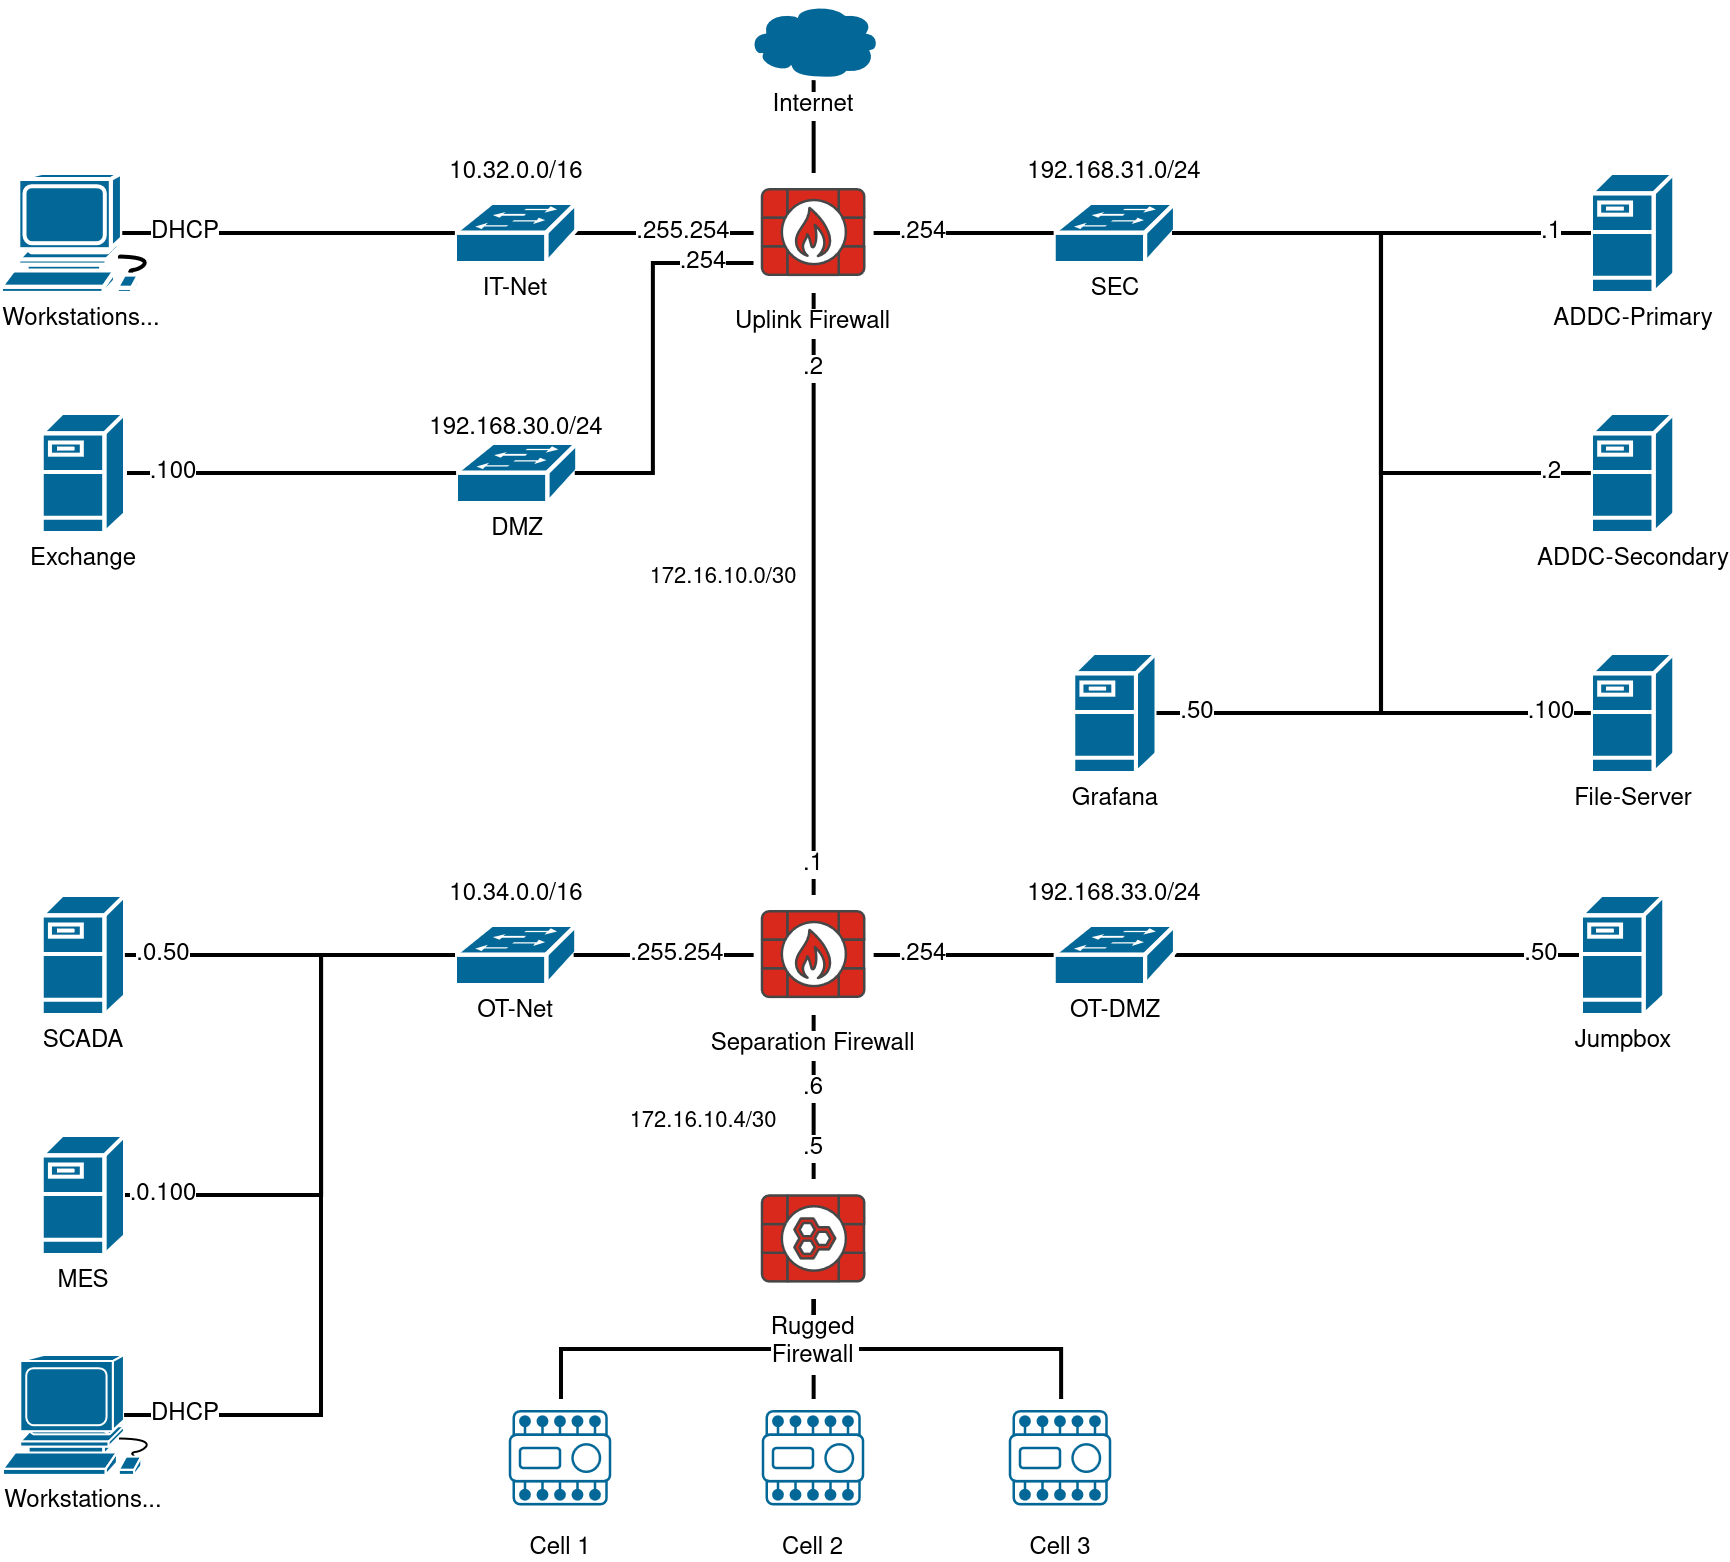 Internet
10.32.0.0/16
192.168.31.0/24
DHCP
.255.254
.254
.1
.254
IT-Net
SEC
Workstations...
Uplink Firewall
ADDC-Primary
.2
192.168.30.0/24
.100
.2
DMZ
Exchange
ADDC-Secondary
172.16.10.0/30
.50
.100
Grafana
File-Server
.1
10.34.0.0/16
192.168.33.0/24
.0.50
.255.254
.254
.50
OT-Net
OT-DMZ
SCADA
Separation Firewall
Jumpbox
.6
172.16.10.4/30
.5
.0.100
MES
Rugged
Firewall
DHCP
Workstations...
Cell 1
Cell 2
Cell 3